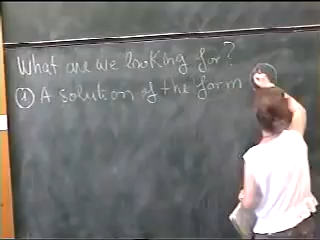 What are we looking for?
① A solution of the form